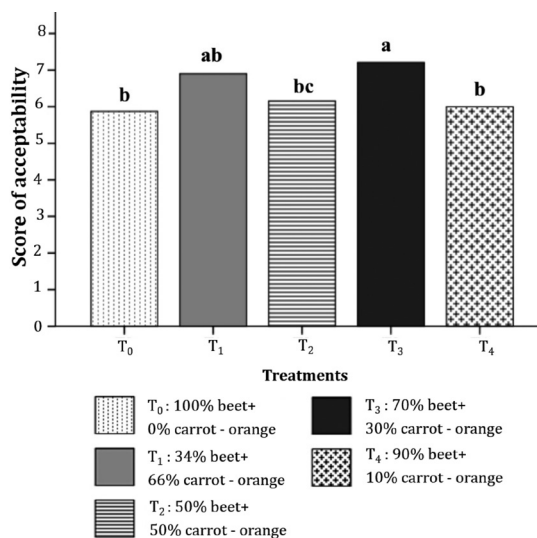 Score of acceptability
8
7
6
5
4
3
2
1
0
b
ab
bc
a
b
T₀
T₁
T₂
T₃
T₄
Treatments
T₀ : 100% beet+
0% carrot - orange
T₁ : 34% beet+
66% carrot - orange
T₂ : 50% beet+
50% carrot - orange
T₃ : 70% beet+
30% carrot - orange
T₄ : 90% beet+
10% carrot - orange